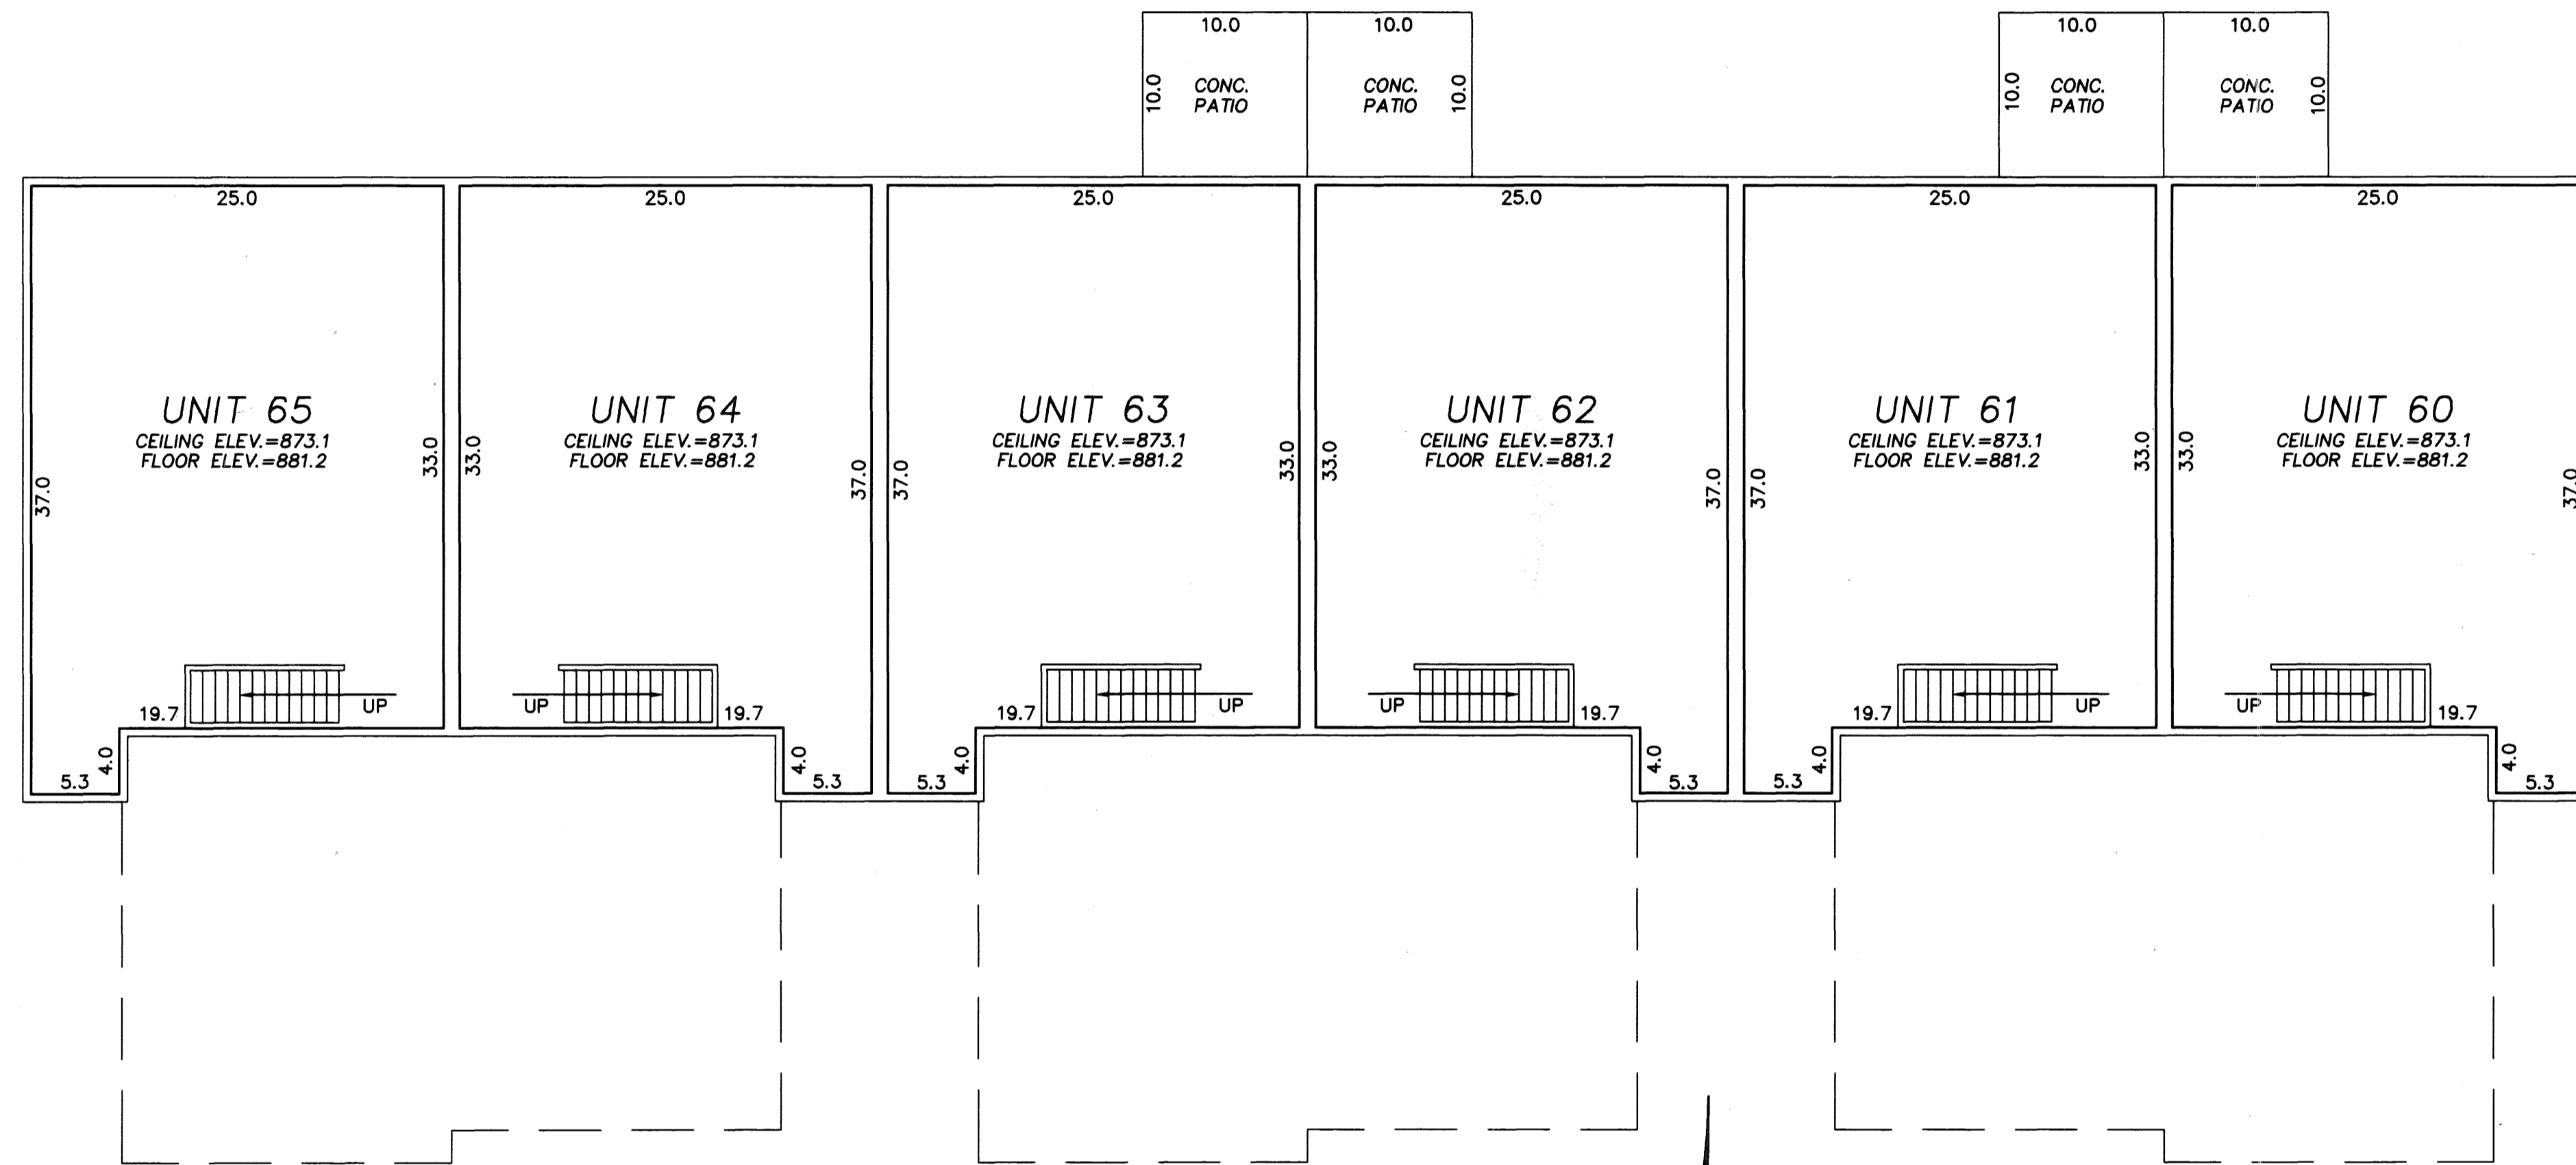 10.0
10.0
10.0
10.0
10.0
CONC.
PATIO
CONC.
PATIO
10.0
10.0
CONC.
PATIO
CONC.
PATIO
10.0
25.0
25.0
25.0
25.0
25.0
25.0
UNIT 65
CEILING ELEV.=873.1
FLOOR ELEV.=881.2
37.0
33.0
UNIT 64
CEILING ELEV.=873.1
FLOOR ELEV.=881.2
33.0
37.0
UNIT 63
CEILING ELEV.=873.1
FLOOR ELEV.=881.2
37.0
33.0
UNIT 62
CEILING ELEV.=873.1
FLOOR ELEV.=881.2
33.0
37.0
UNIT 61
CEILING ELEV.=873.1
FLOOR ELEV.=881.2
37.0
33.0
UNIT 60
CEILING ELEV.=873.1
FLOOR ELEV.=881.2
33.0
37.0
19.7
UP
UP
19.7
19.7
UP
UP
19.7
19.7
UP
UP
19.7
5.3
4.0
4.0
5.3
5.3
4.0
4.0
5.3
5.3
4.0
4.0
5.3